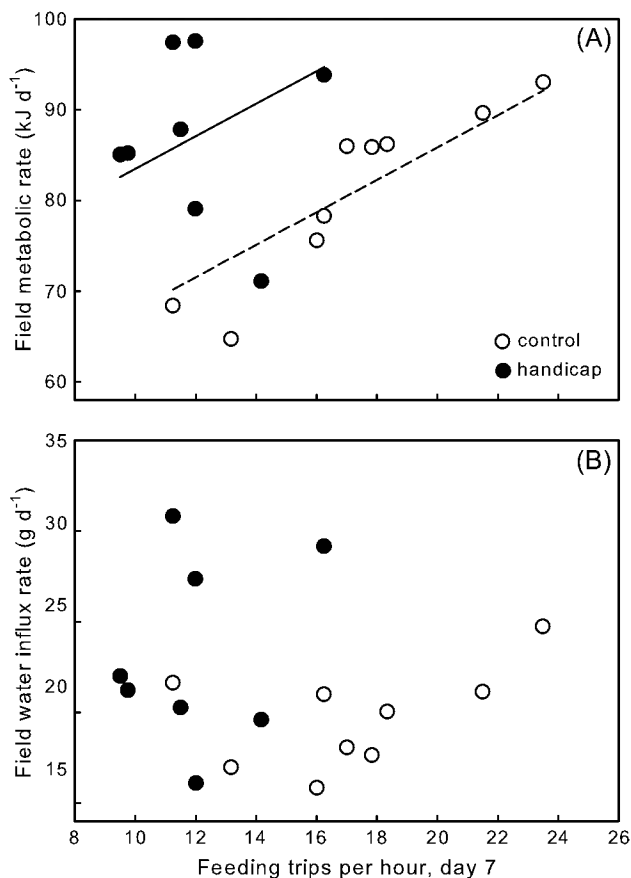 100
(A)
90
80
70
60
Field metabolic rate (kJ d⁻¹)
control
handicap
35
(B)
30
25
20
15
Field water influx rate (g d⁻¹)
8 10 12 14 16 18 20 22 24 26
Feeding trips per hour, day 7